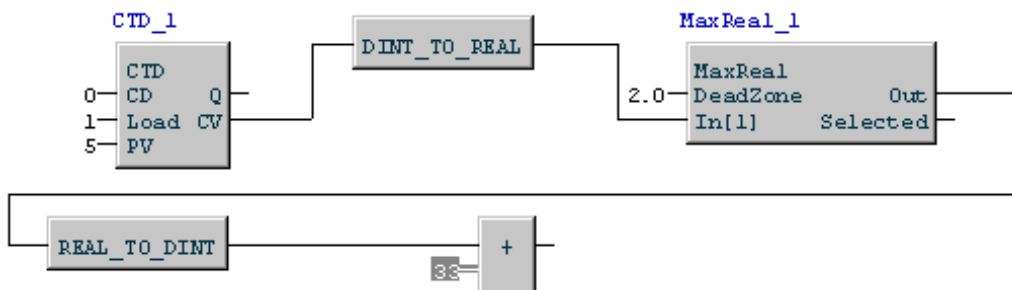 CTD_1
MaxReal_1
DINT_TO_REAL
CTD
MaxReal
0 CD Q
2.0 DeadZone Out
1 Load CV
In[1] Selected
5 PV
REAL_TO_DINT
+
33